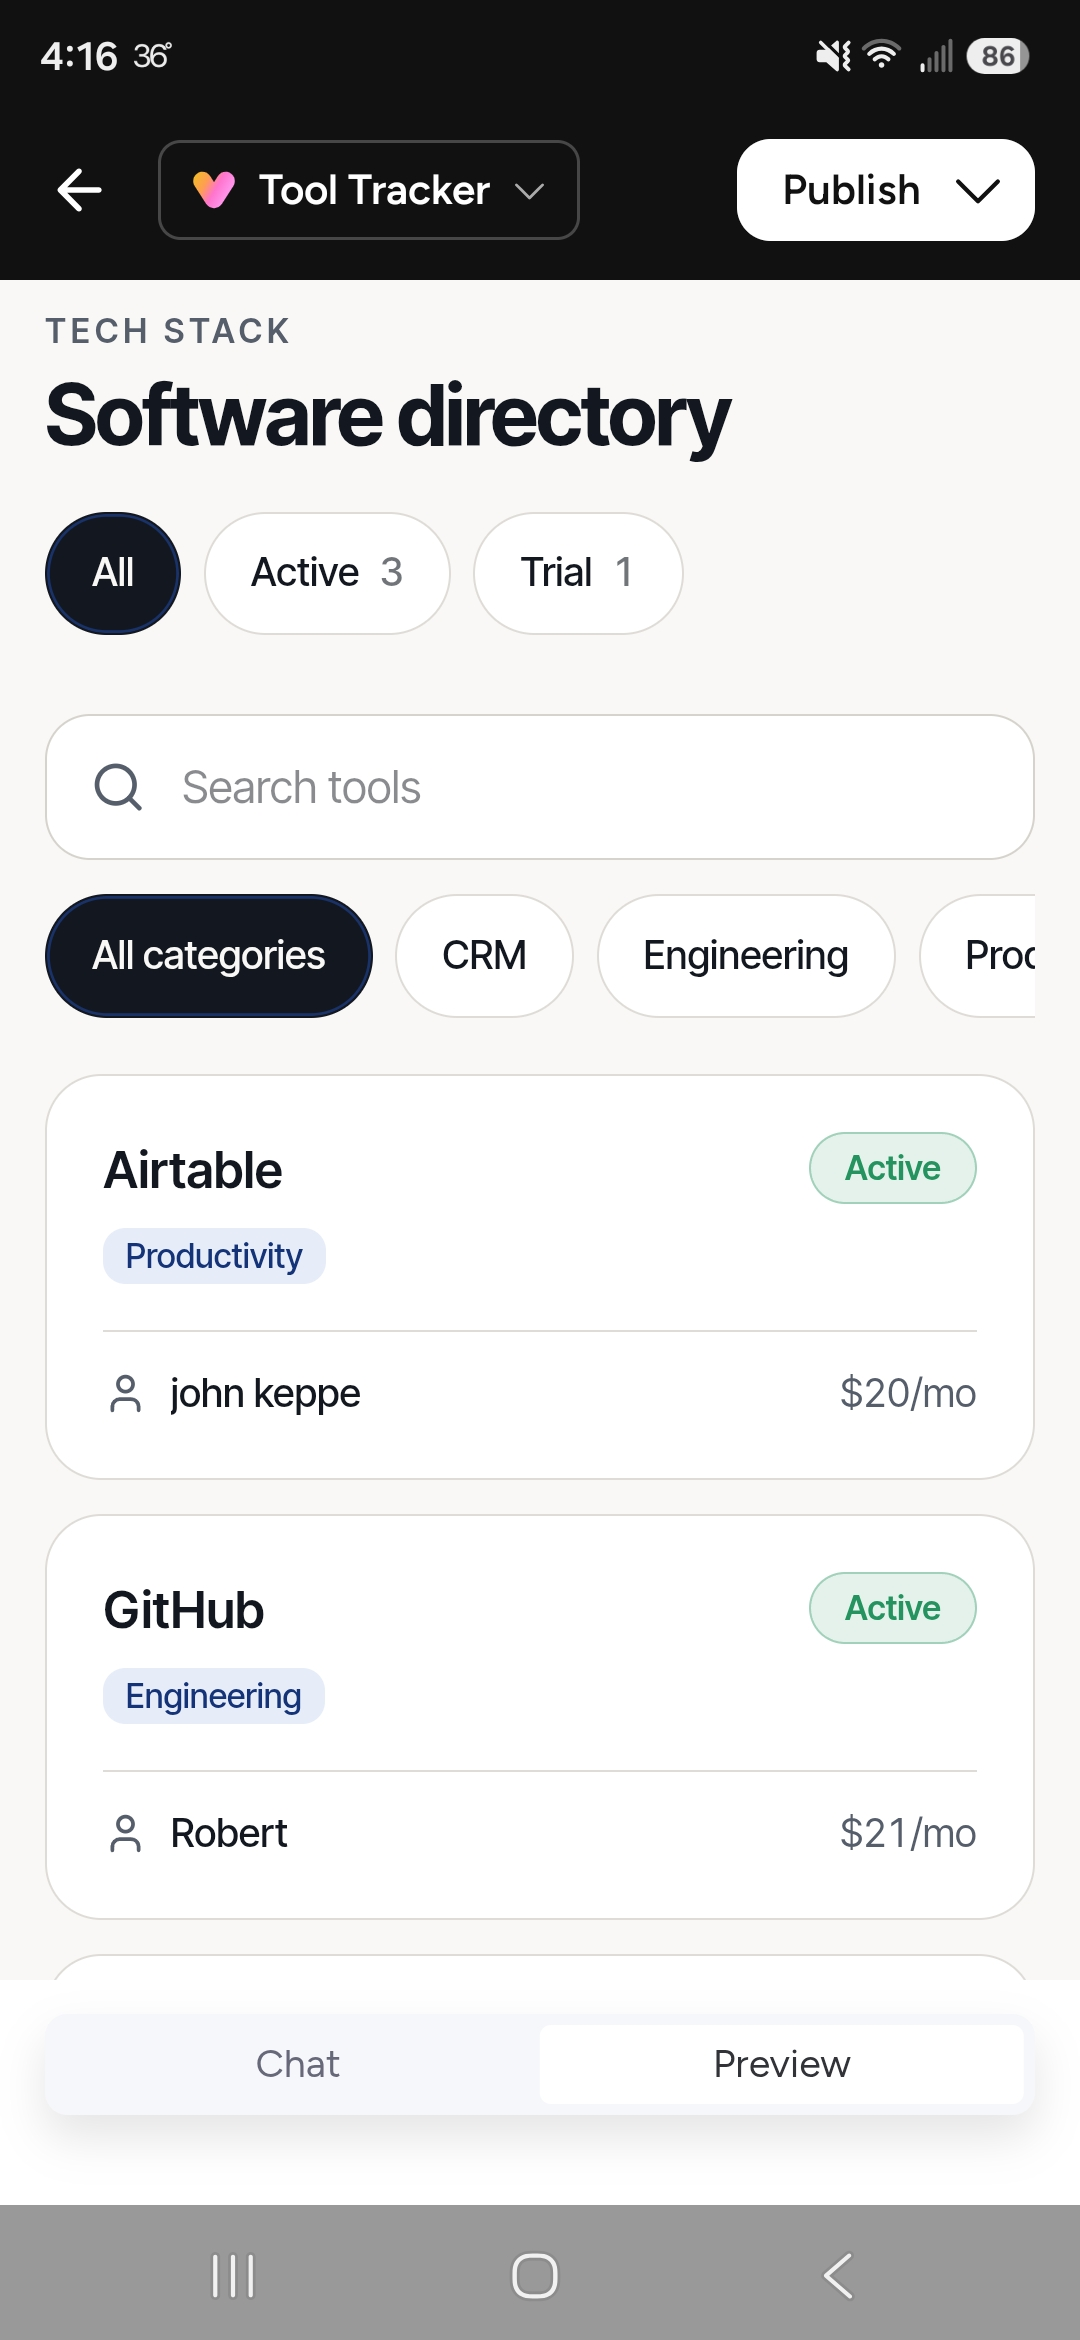 4:16 36°
86
Tool Tracker
Publish
TECH STACK
Software directory
All
Active 3
Trial 1
Search tools
All categories
CRM
Engineering
Airtable
Active
Productivity
john keppe
$20/mo
GitHub
Active
Engineering
Robert
$21/mo
Chat
Preview